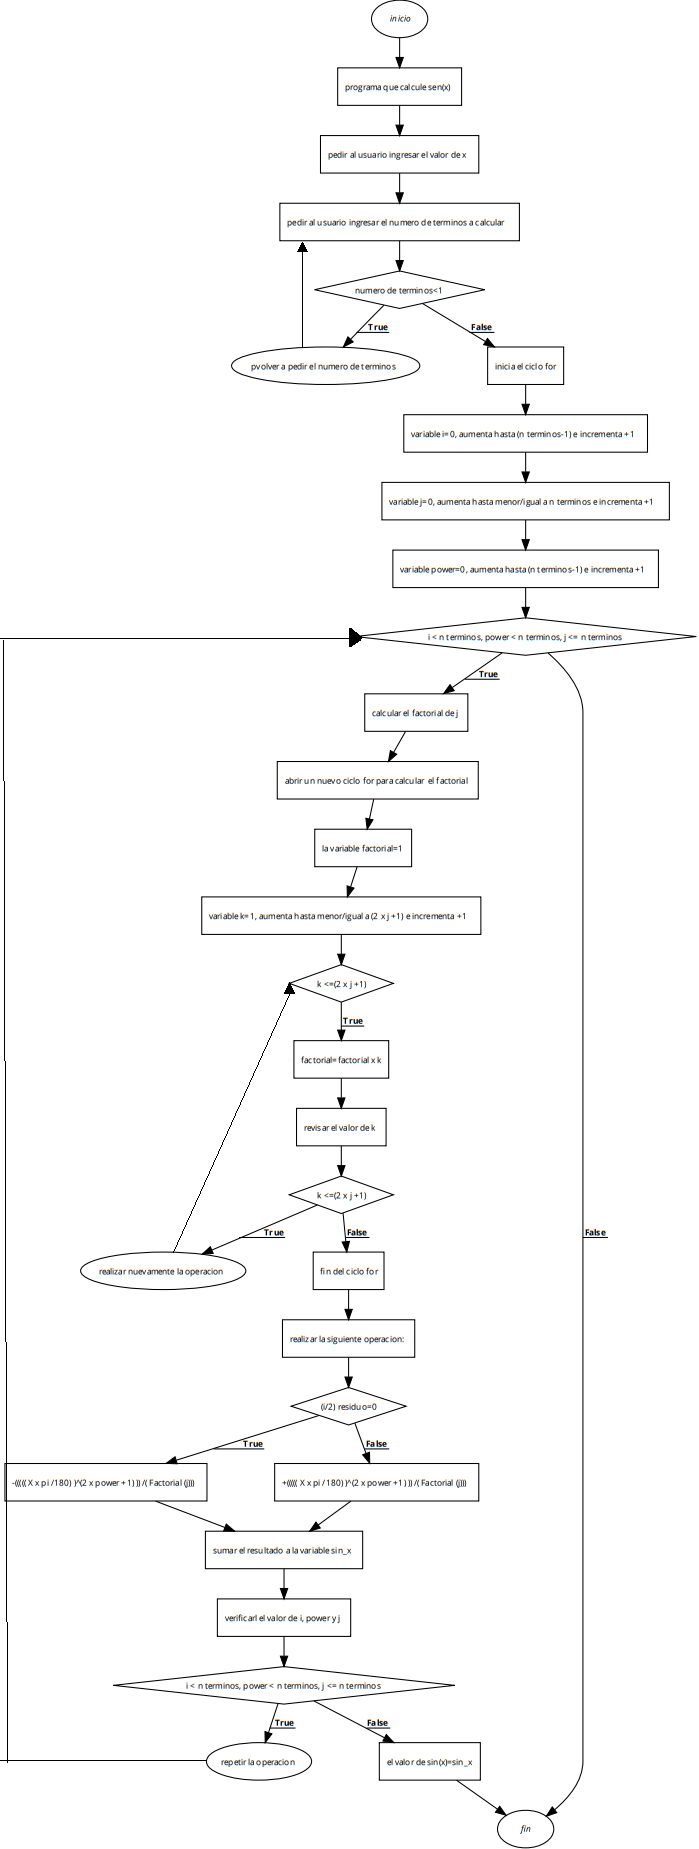 inicio
programa que calcule sen(x)
pedir al usuario ingresar el valor de x
pedir al usuario ingresar el numero de terminos a calcular
numero de terminos<1
True
False
pvolver a pedir el numero de terminos
inicia el ciclo for
variable i=0, aumenta hasta (n terminos-1) e incrementa +1
variable j=0, aumenta hasta menor/igual a n terminos e incrementa +1
variable power=0, aumenta hasta (n terminos-1) e incrementa +1
i < n terminos, power < n terminos, j <= n terminos
True
calcular el factorial de j
abrir un nuevo ciclo for para calcular el factorial
la variable factorial=1
variable k=1, aumenta hasta menor/igual a (2 x j +1) e incrementa +1
k <=(2 x j +1)
True
factorial=factorial x k
revisar el valor de k
k <=(2 x j +1)
True
False
False
realizar nuevamente la operacion
fin del ciclo for
realizar la siguiente operacion:
(i/2) residuo=0
True
False
-((((( X x pi /180) )^(2 x power +1) )) /( Factorial (j)))
+((((( X x pi /180) )^(2 x power +1) )) /( Factorial (j)))
sumar el resultado a la variable sin_x
verificarl el valor de i, power y j
i < n terminos, power < n terminos, j <= n terminos
True
False
repetir la operacion
el valor de sin(x)=sin_x
fin